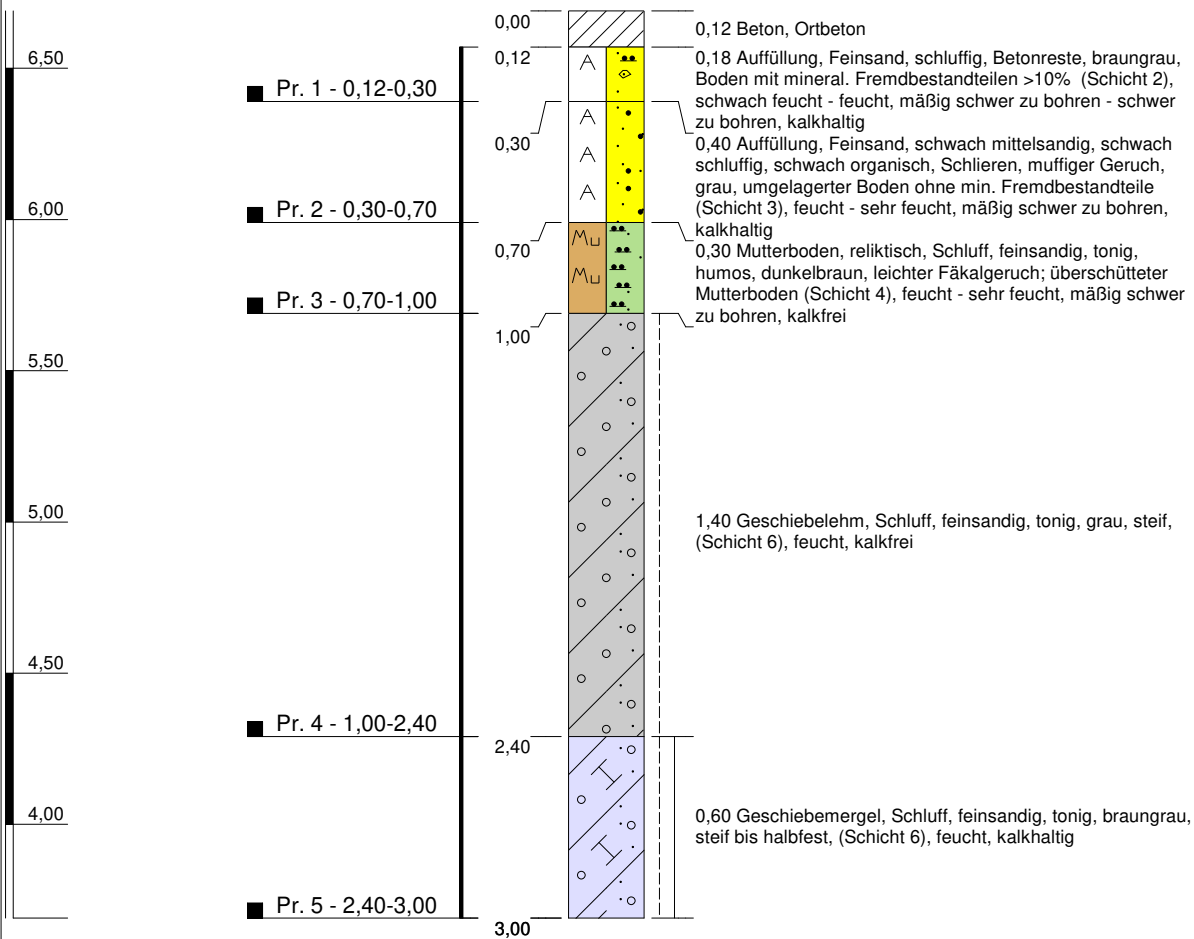 0,00
0,12 Beton, Ortbeton
6,50
0,12
0,18 Auffüllung, Feinsand, schluffig, Betonreste, braungrau,
Boden mit mineral. Fremdbestandteilen >10% (Schicht 2),
schwach feucht - feucht, mäßig schwer zu bohren - schwer
zu bohren, kalkhaltig
A
Pr. 1 - 0,12-0,30
0,30
A
A
A
0,40 Auffüllung, Feinsand, schwach mittelsandig, schwach
schluffig, schwach organisch, Schlieren, muffiger Geruch,
grau, umgelagerter Boden ohne min. Fremdbestandteile
(Schicht 3), feucht - sehr feucht, mäßig schwer zu bohren,
kalkhaltig
6,00
Pr. 2 - 0,30-0,70
0,70
Mu
Mu
0,30 Mutterboden, reliktisch, Schluff, feinsandig, tonig,
humos, dunkelbraun, leichter Fäkalgeruch; überschütteter
Mutterboden (Schicht 4), feucht - sehr feucht, mäßig schwer
zu bohren, kalkfrei
Pr. 3 - 0,70-1,00
1,00
5,50
5,00
1,40 Geschiebelehm, Schluff, feinsandig, tonig, grau, steif,
(Schicht 6), feucht, kalkfrei
4,50
Pr. 4 - 1,00-2,40
2,40
4,00
0,60 Geschiebemergel, Schluff, feinsandig, tonig, braungrau,
steif bis halbfest, (Schicht 6), feucht, kalkhaltig
Pr. 5 - 2,40-3,00
3,00